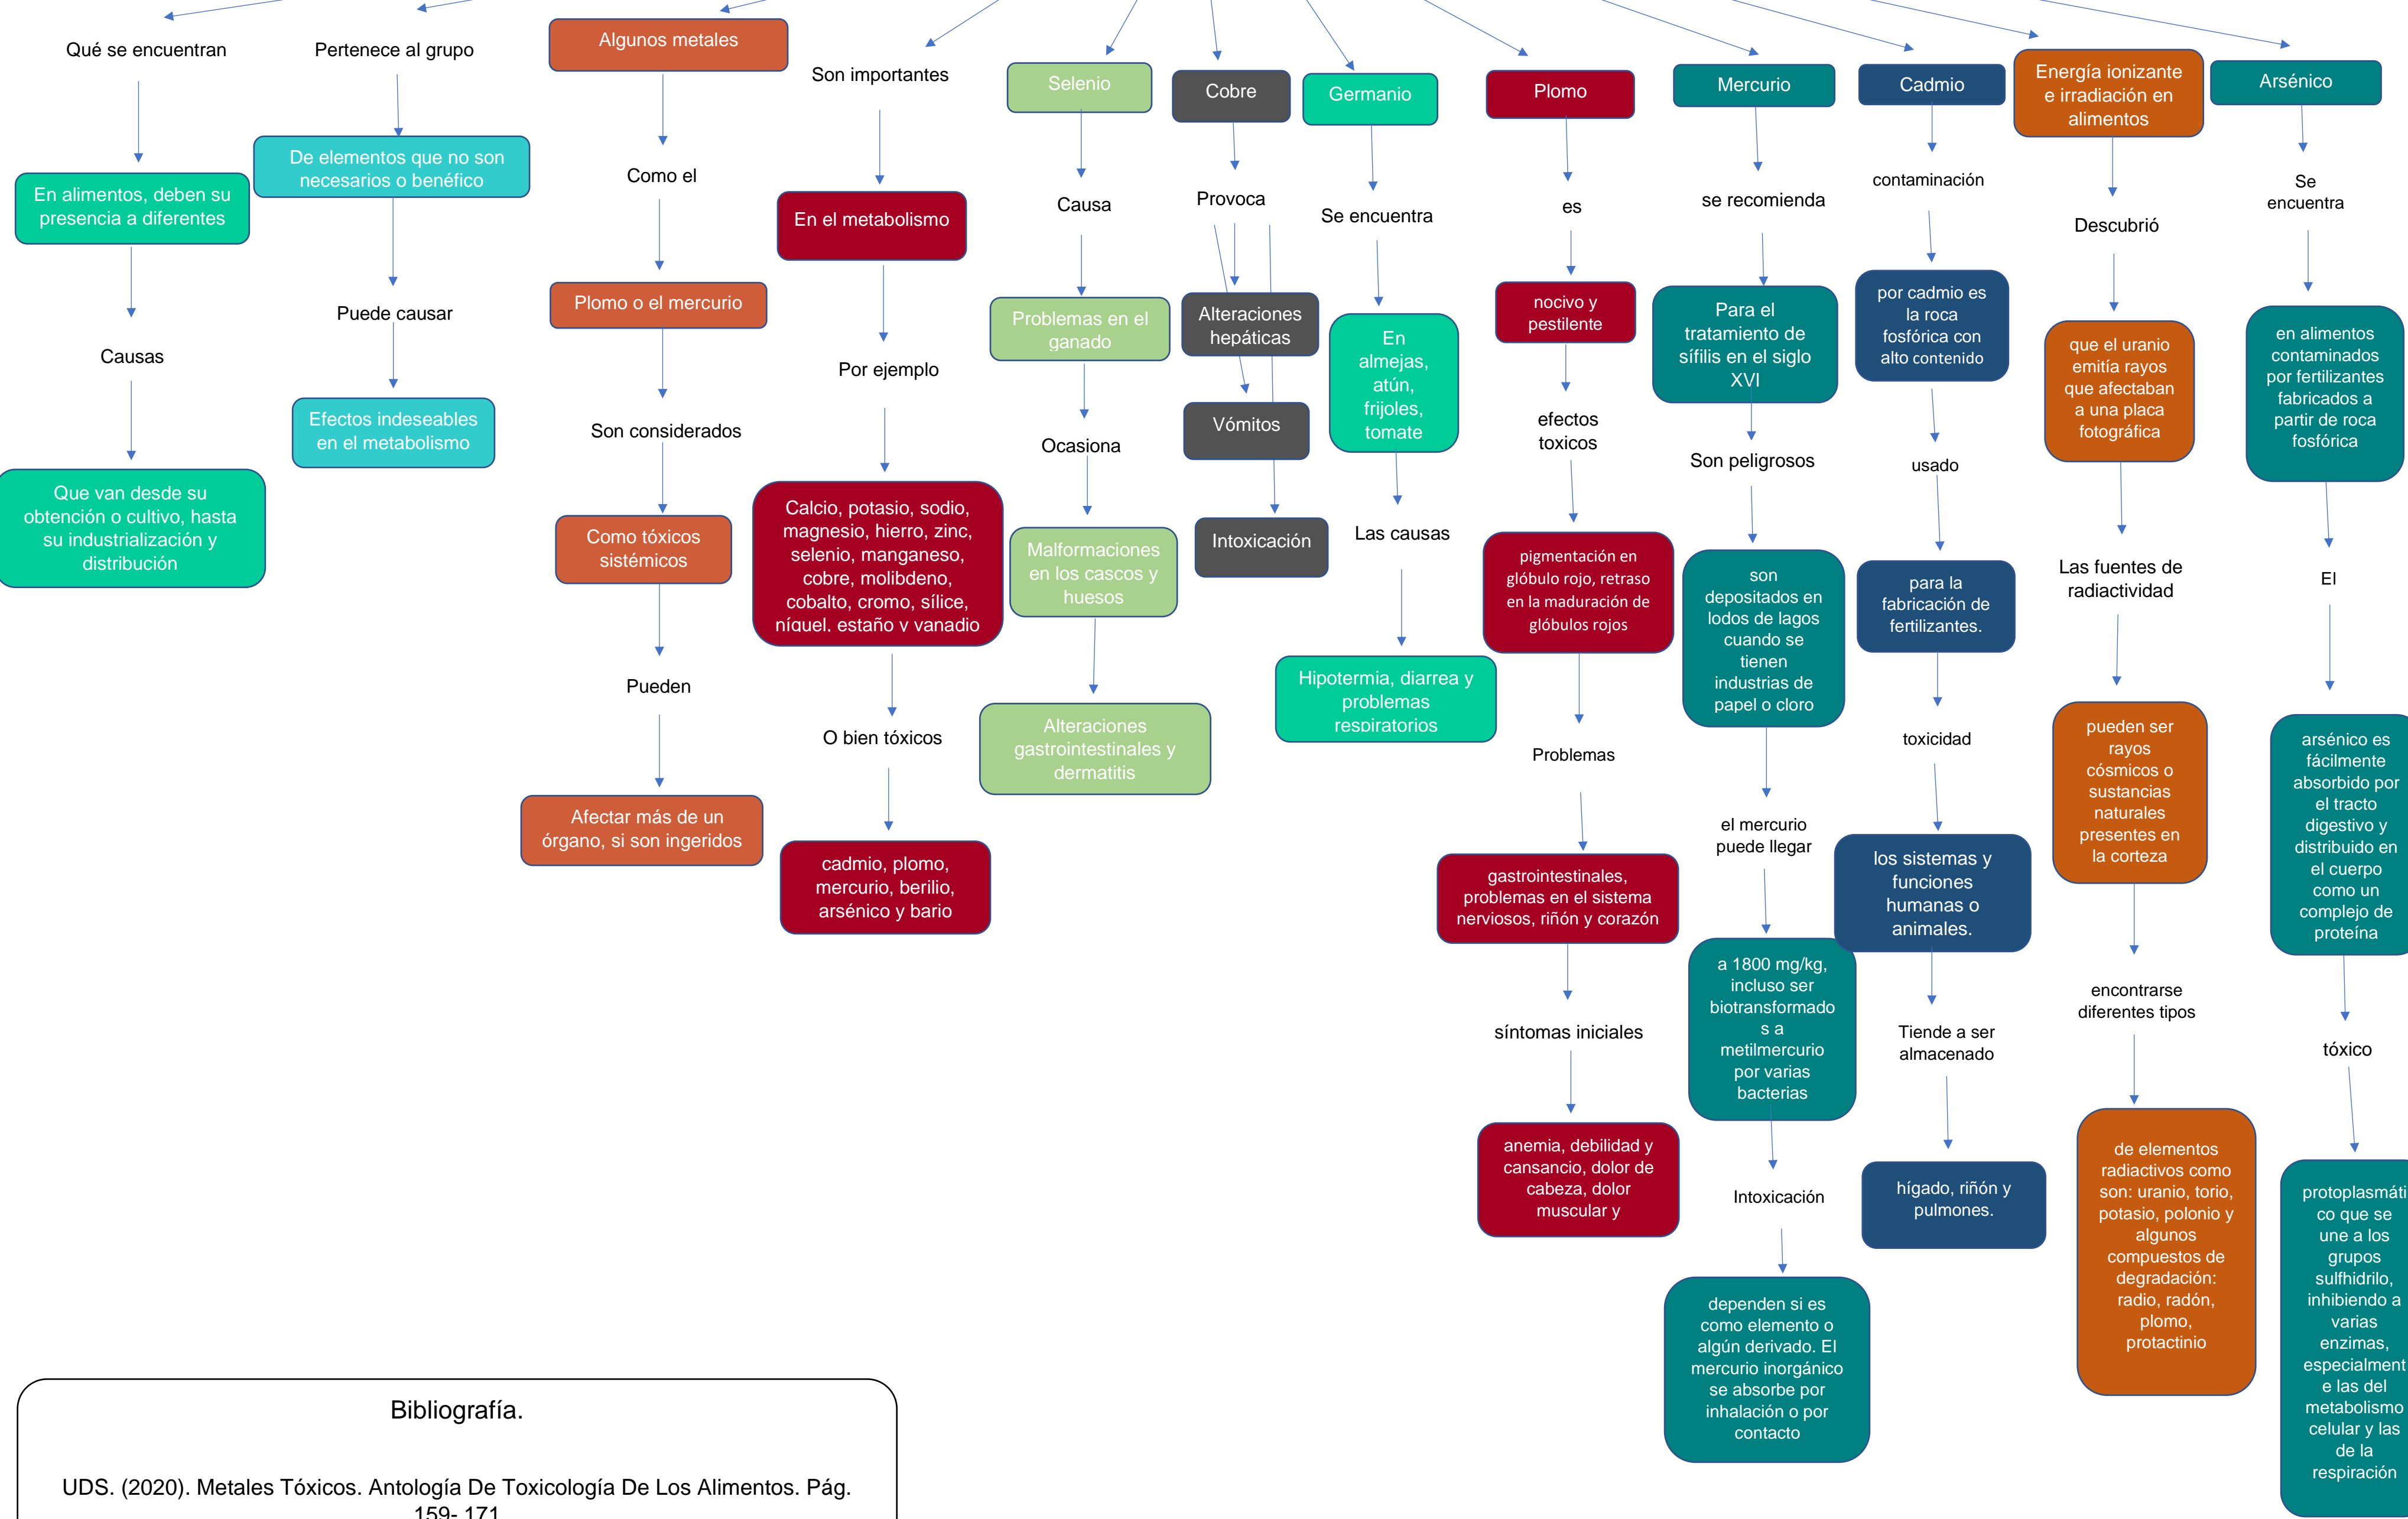 Qué se encuentran
En alimentos, deben su
presencia a diferentes
Causas
Que van desde su
obtención o cultivo, hasta
su industrialización y
distribución
Pertenece al grupo
De elementos que no son
necesarios o benéfico
Puede causar
Efectos indeseables
en el metabolismo
Algunos metales
Como el
Plomo o el mercurio
Son considerados
Como tóxicos
sistémicos
Pueden
Afectar más de un
órgano, si son ingeridos
Son importantes
En el metabolismo
Por ejemplo
Calcio, potasio, sodio,
magnesio, hierro, zinc,
selenio, manganeso,
cobre, molibdeno,
cobalto, cromo, sílice,
níquel, estaño y vanadio
O bien tóxicos
cadmio, plomo,
mercurio, berilio,
arsénico y bario
Selenio
Causa
Problemas en el
ganado
Ocasiona
Malformaciones
en los cascos y
huesos
Alteraciones
gastrointestinales y
dermatitis
Cobre
Provoca
Alteraciones
hepáticas
Vómitos
Intoxicación
Germanio
Se encuentra
En
almejas,
atún,
frijoles,
tomate
Las causas
Hipotermia, diarrea y
problemas
respiratorios
Plomo
es
nocivo y
pestilente
efectos
toxicos
pigmentación en
glóbulo rojo, retraso
en la maduración de
glóbulos rojos
Problemas
gastrointestinales,
problemas en el sistema
nerviosos, riñón y corazón
síntomas iniciales
anemia, debilidad y
cansancio, dolor de
cabeza, dolor
muscular y
Mercurio
se recomienda
Para el
tratamiento de
sífilis en el siglo
XVI
Son peligrosos
son
depositados en
lodos de lagos
cuando se
tienen
industrias de
papel o cloro
el mercurio
puede llegar
a 1800 mg/kg,
incluso ser
biotransformado
s a
metilmercurio
por varias
bacterias
Intoxicación
dependen si es
como elemento o
algún derivado. El
mercurio inorgánico
se absorbe por
inhalación o por
contacto
Cadmio
contaminación
por cadmio es
la roca
fosfórica con
alto contenido
usado
para la
fabricación de
fertilizantes.
toxicidad
los sistemas y
funciones
humanas o
animales.
Tiende a ser
almacenado
hígado, riñón y
pulmones.
Energía ionizante
e irradiación en
alimentos
Descubrió
que el uranio
emitía rayos
que afectaban
a una placa
fotográfica
Las fuentes de
radiactividad
pueden ser
rayos
cósmicos o
sustancias
naturales
presentes en
la corteza
encontrarse
diferentes tipos
de elementos
radiactivos como
son: uranio, torio,
potasio, polonio y
algunos
compuestos de
degradación:
radio, radón,
plomo,
protactinio
Arsénico
Se
encuentra
en alimentos
contaminados
por fertilizantes
fabricados a
partir de roca
fosfórica
El
arsénico es
fácilmente
absorbido por
el tracto
digestivo y
distribuido en
el cuerpo
como un
complejo de
proteína
tóxico
protoplasmáti
co que se
une a los
grupos
sulfhidrilo,
inhibiendo a
varias
enzimas,
especialment
e las del
metabolismo
celular y las
de la
respiración
Bibliografía.
UDS. (2020). Metales Tóxicos. Antología De Toxicología De Los Alimentos. Pág.
159- 171